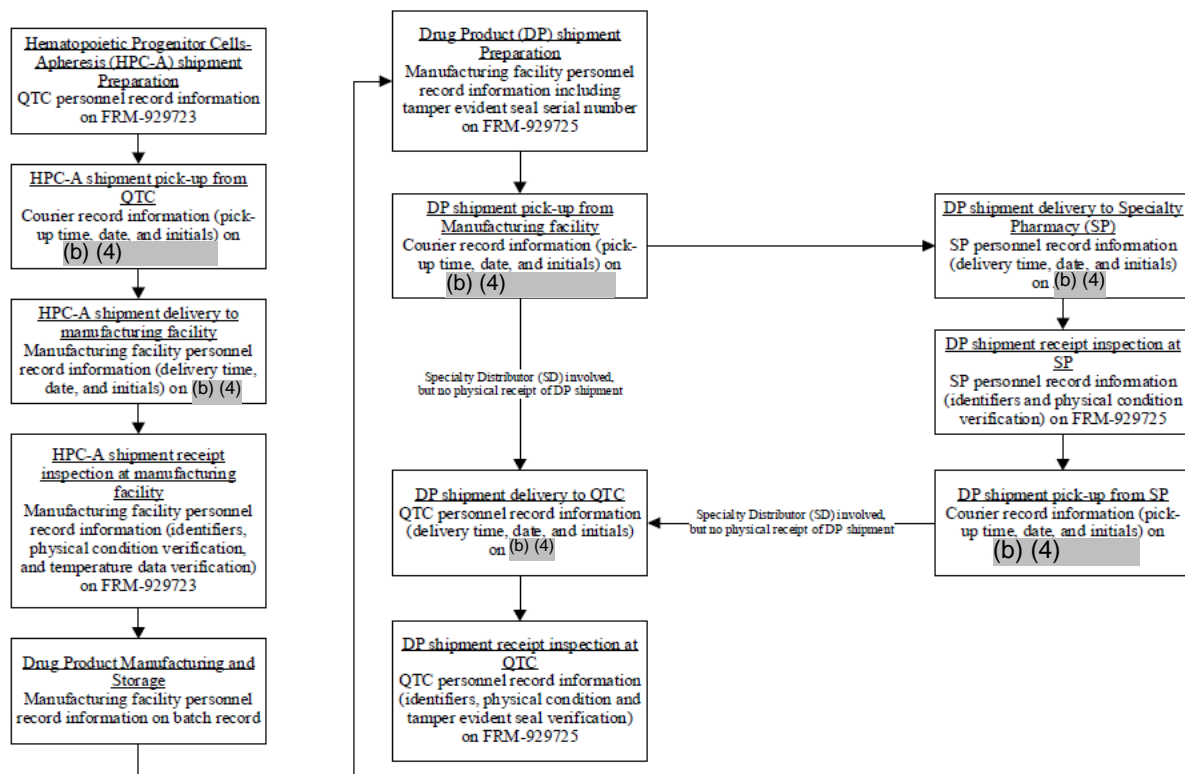 Hematopoietic Progenitor Cells-
Apheresis (HPC-A) shipment
Preparation
QTC personnel record information
on FRM-929723
HPC-A shipment pick-up from
QTC
Courier record information (pick-
up time, date, and initials) on
(b) (4)
HPC-A shipment delivery to
manufacturing facility
Manufacturing facility personnel
record information (delivery time,
date, and initials) on (b) (4)
HPC-A shipment receipt
inspection at manufacturing
facility
Manufacturing facility personnel
record information (identifiers,
physical condition verification,
and temperature data verification)
on FRM-929723
Drug Product Manufacturing and
Storage
Manufacturing facility personnel
record information on batch record
Drug Product (DP) shipment
Preparation
Manufacturing facility personnel
record information including
tamper evident seal serial number
on FRM-929725
DP shipment pick-up from
Manufacturing facility
Courier record information (pick-
up time, date, and initials) on
(b) (4)
Specialty Distributor (SD) involved,
but no physical receipt of DP shipment
DP shipment delivery to QTC
QTC personnel record information
(delivery time, date, and initials)
on (b) (4)
DP shipment receipt inspection at
QTC
QTC personnel record information
(identifiers, physical condition and
tamper evident seal verification)
on FRM-929725
DP shipment delivery to Specialty
Pharmacy (SP)
SP personnel record information
(delivery time, date, and initials)
on (b) (4)
DP shipment receipt inspection at
SP
SP personnel record information
(identifiers and physical condition
verification) on FRM-929725
DP shipment pick-up from SP
Courier record information (pick-
up time, date, and initials) on
(b) (4)
Specialty Distributor (SD) involved,
but no physical receipt of DP shipment